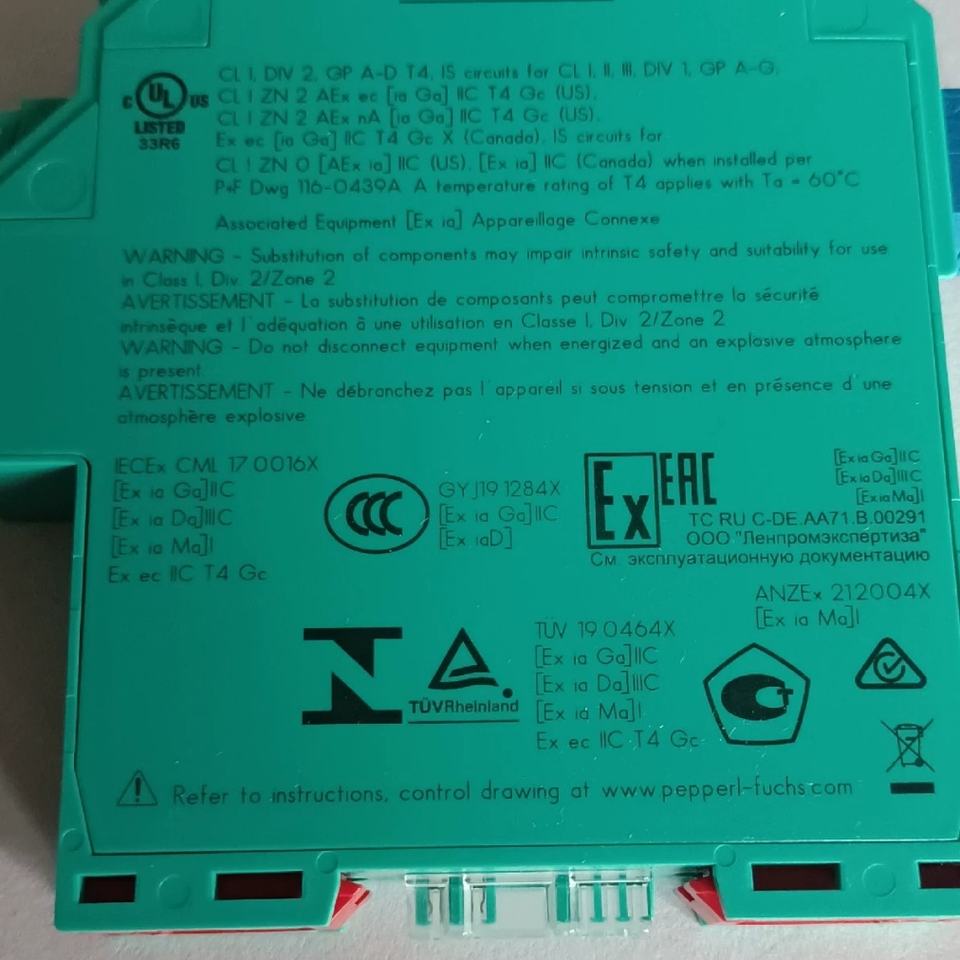 CL I, DIV 2, GP A-D T4, IS circuits for CL I, II, III, DIV 1, GP A-G,
CL I ZN 2 AEx ec [ia Ga] IIC T4 Gc (US),
CL I ZN 2 AEx nA [ia Ga] IIC T4 Gc (US),
Ex ec [ia Ga] IIC T4 Gc X (Canada), IS circuits for
CL I ZN 0 [AEx ia] IIC (US), [Ex ia] IIC (Canada) when installed per
P+F Dwg 116-0439A. A temperature rating of T4 applies with Ta = 60°C
C UL US
LISTED
33R6
Associated Equipment [Ex ia] Appareillage Connexe
WARNING - Substitution of components may impair intrinsic safety and suitability for use
in Class I, Div. 2/Zone 2
AVERTISSEMENT - La substitution de composants peut compromettre la sécurité
intrinsèque et l'adéquation à une utilisation en Classe I, Div 2/Zone 2
WARNING - Do not disconnect equipment when energized and an explosive atmosphere
is present
AVERTISSEMENT - Ne débranchez pas l'appareil si sous tension et en présence d'une
atmosphère explosive
IECEx CML 17.0016X
[Ex ia Ga]IIC
[Ex ia Da]IIIC
[Ex ia Ma]I
Ex ec IIC T4 Gc
CCC
GYJ19.1284X
[Ex ia Ga]IIC
[Ex iaD]
Ex
EAC
[Ex ia Ga]IIC
[Ex ia Da]IIIC
[Ex ia Ma]I
TC RU C-DE.AA71.B.00291
ООО "Ленпромэкспертиза"
См. эксплуатационную документацию
ANZEx 21.2004X
[Ex ia Ma]I
TÜVRheinland
TÜV 19.0464X
[Ex ia Ga]IIC
[Ex ia Da]IIIC
[Ex ia Ma]I
Ex ec IIC T4 Gc
Refer to instructions, control drawing at www.pepperl-fuchs.com